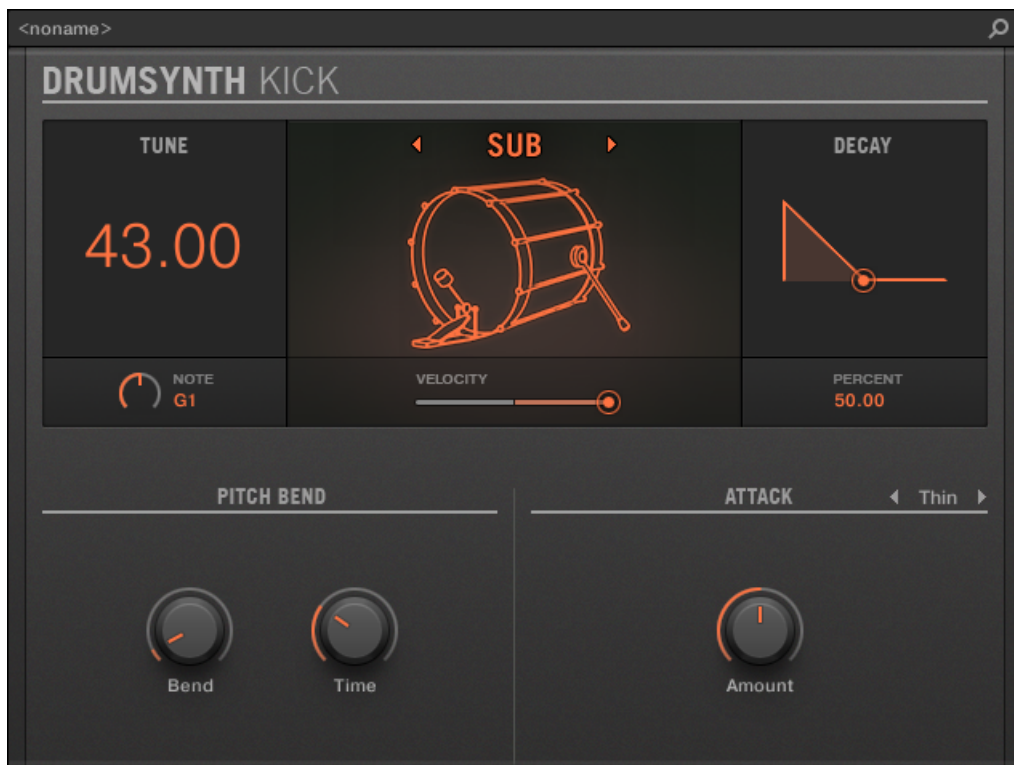 <noname>
DRUMSYNTH KICK
TUNE
SUB
DECAY
43.00
NOTE
G1
VELOCITY
PERCENT
50.00
PITCH BEND
ATTACK
Thin
Bend
Time
Amount